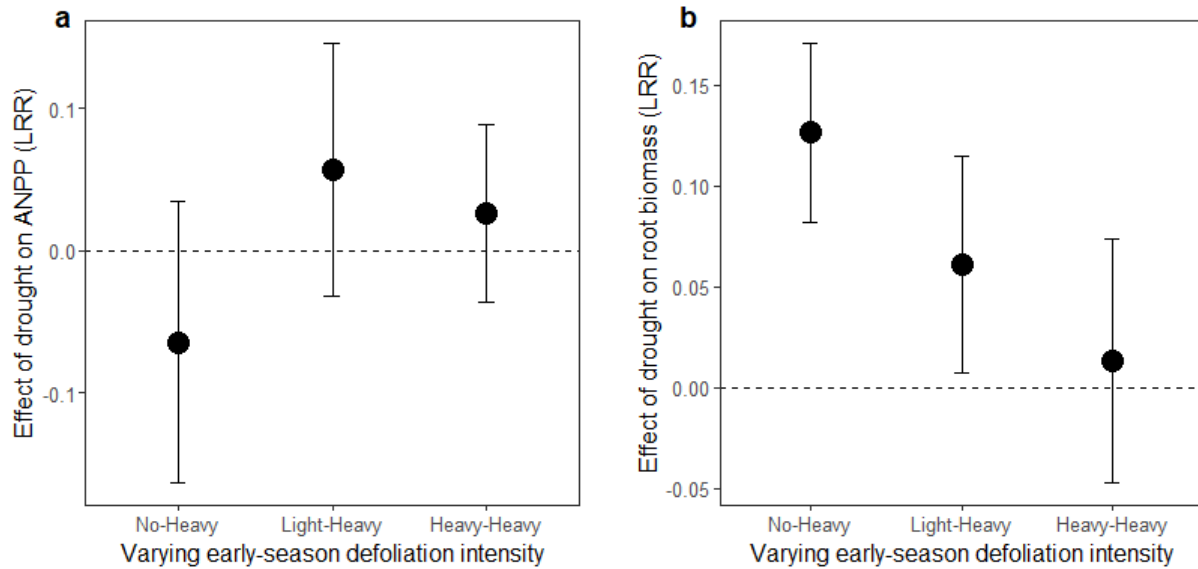 a
Effect of drought on ANPP (LRR)
0.1
0.0
-0.1
No-Heavy Light-Heavy Heavy-Heavy
Varying early-season defoliation intensity
b
Effect of drought on root biomass (LRR)
0.15
0.10
0.05
0.00
-0.05
No-Heavy Light-Heavy Heavy-Heavy
Varying early-season defoliation intensity